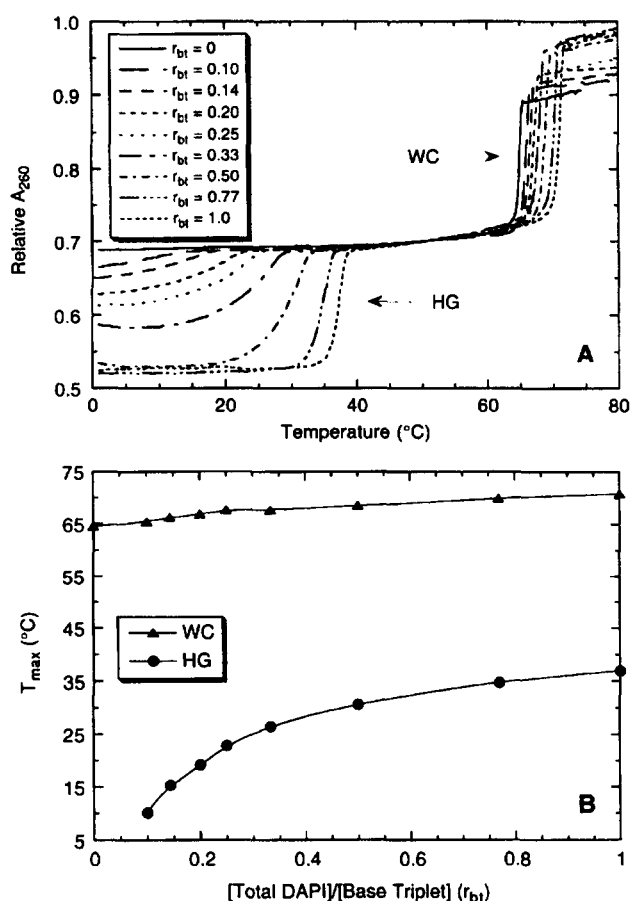 1.0
0.9
0.8
0.7
0.6
0.5
Relative A260
rbt = 0
rbt = 0.10
rbt = 0.14
rbt = 0.20
rbt = 0.25
rbt = 0.33
rbt = 0.50
rbt = 0.77
rbt = 1.0
WC
HG
A
0 20 40 60 80
Temperature (°C)
75
65
55
45
35
25
15
5
Tmax (°C)
WC
HG
B
0 0.2 0.4 0.6 0.8 1
[Total DAPI]/[Base Triplet] (rbt)